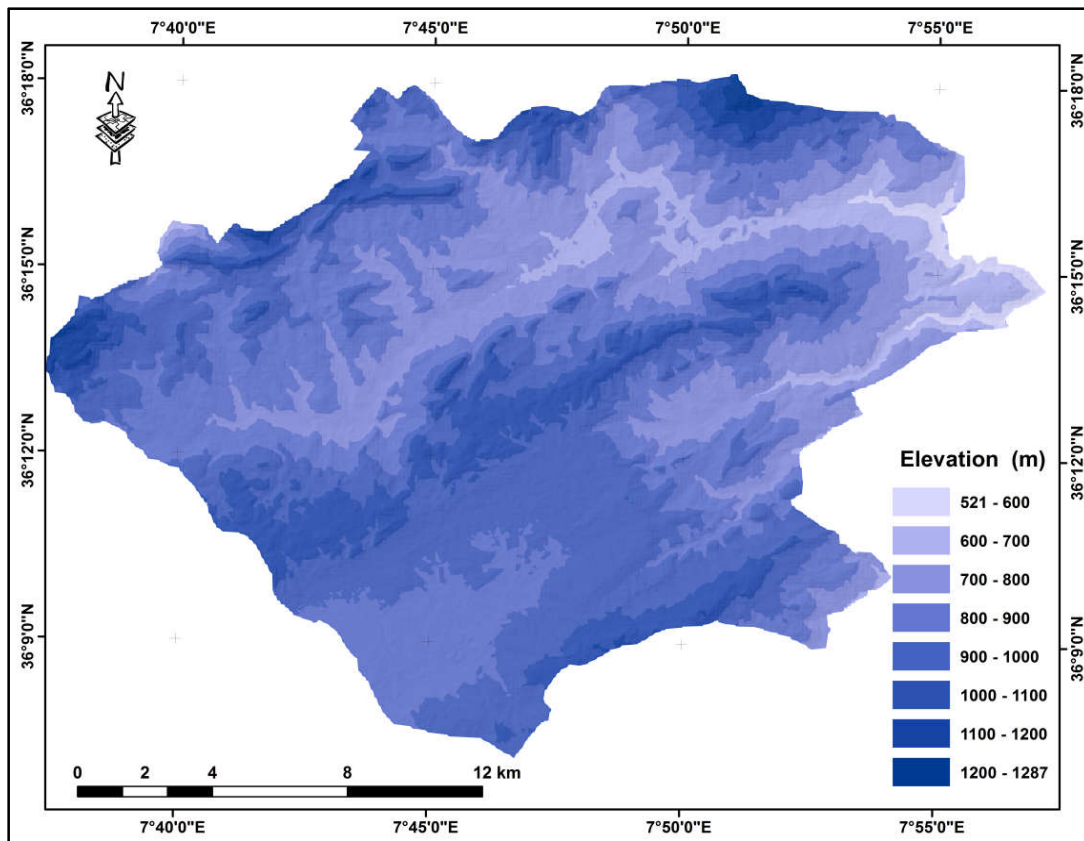 7°40'0"E 7°45'0"E 7°50'0"E 7°55'0"E
36°18'0"N
36°15'0"N
36°12'0"N
36°9'0"N
N
36°18'0"N
36°15'0"N
36°12'0"N
36°9'0"N
Elevation (m)
521 - 600
600 - 700
700 - 800
800 - 900
900 - 1000
1000 - 1100
1100 - 1200
1200 - 1287
0 2 4 8 12 km
7°40'0"E 7°45'0"E 7°50'0"E 7°55'0"E